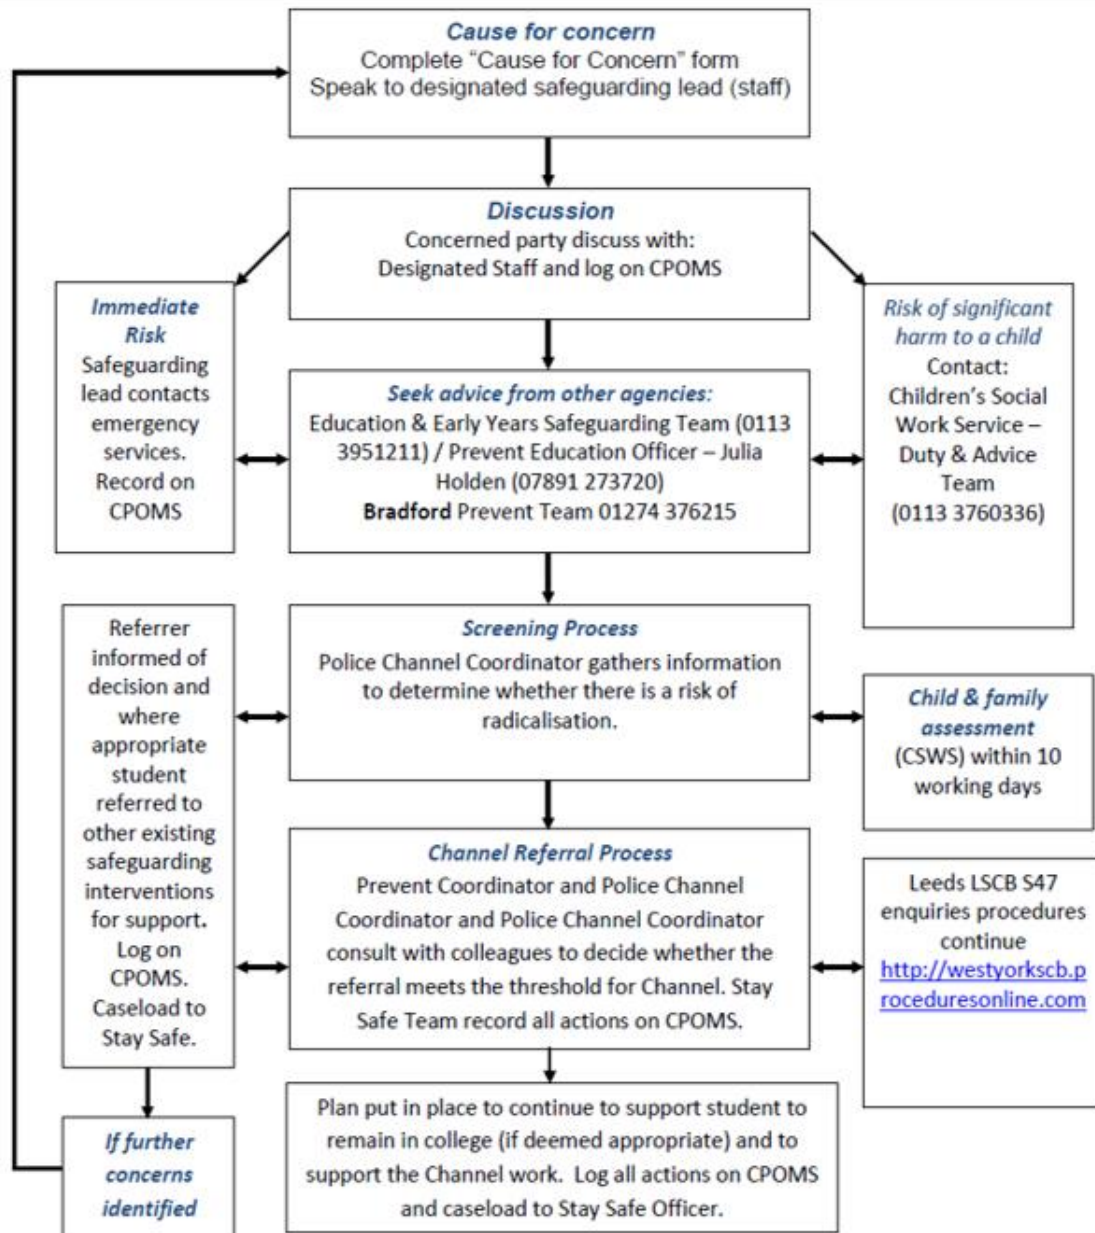 Cause for concern
Complete “Cause for Concern” form
Speak to designated safeguarding lead (staff)
Discussion
Concerned party discuss with:
Designated Staff and log on CPOMS
Immediate
Risk
Safeguarding
lead contacts
emergency
services.
Record on
CPOMS
Seek advice from other agencies:
Education & Early Years Safeguarding Team (0113
3951211) / Prevent Education Officer – Julia
Holden (07891 273720)
Bradford Prevent Team 01274 376215
Risk of significant
harm to a child
Contact:
Children’s Social
Work Service –
Duty & Advice
Team
(0113 3760336)
Referrer
informed of
decision and
where
appropriate
student
referred to
other existing
safeguarding
interventions
for support.
Log on
CPOMS.
Caseload to
Stay Safe.
Screening Process
Police Channel Coordinator gathers information
to determine whether there is a risk of
radicalisation.
Child & family
assessment
(CSWS) within 10
working days
Channel Referral Process
Prevent Coordinator and Police Channel
Coordinator and Police Channel Coordinator
consult with colleagues to decide whether the
referral meets the threshold for Channel. Stay
Safe Team record all actions on CPOMS.
Leeds LSCB S47
enquiries procedures
continue
http://westyorkscb.p
roceduresonline.com
If further
concerns
identified
Plan put in place to continue to support student to
remain in college (if deemed appropriate) and to
support the Channel work.  Log all actions on CPOMS
and caseload to Stay Safe Officer.